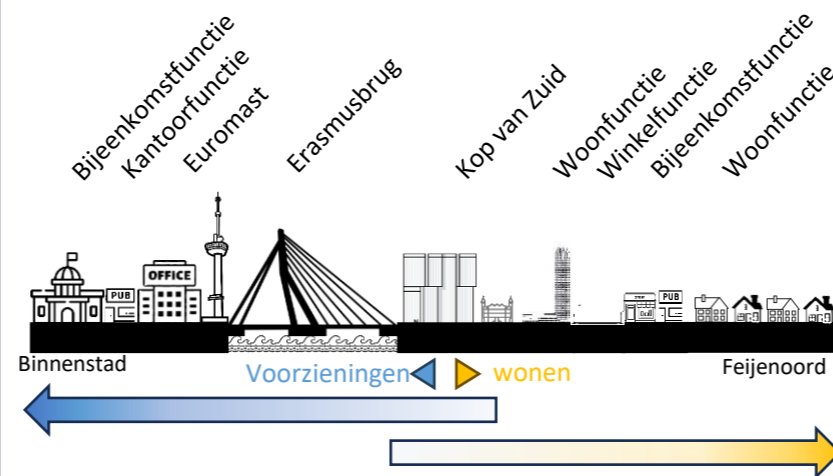 Bijeenkomstfunctie
Kantoorfunctie
Euromast
Erasmusbrug
Kop van Zuid
Woonfunctie
Winkelfunctie
Bijeenkomstfunctie
Woonfunctie
PUB
OFFICE
PUB
Binnenstad
Feijenoord
Voorzieningen
wonen